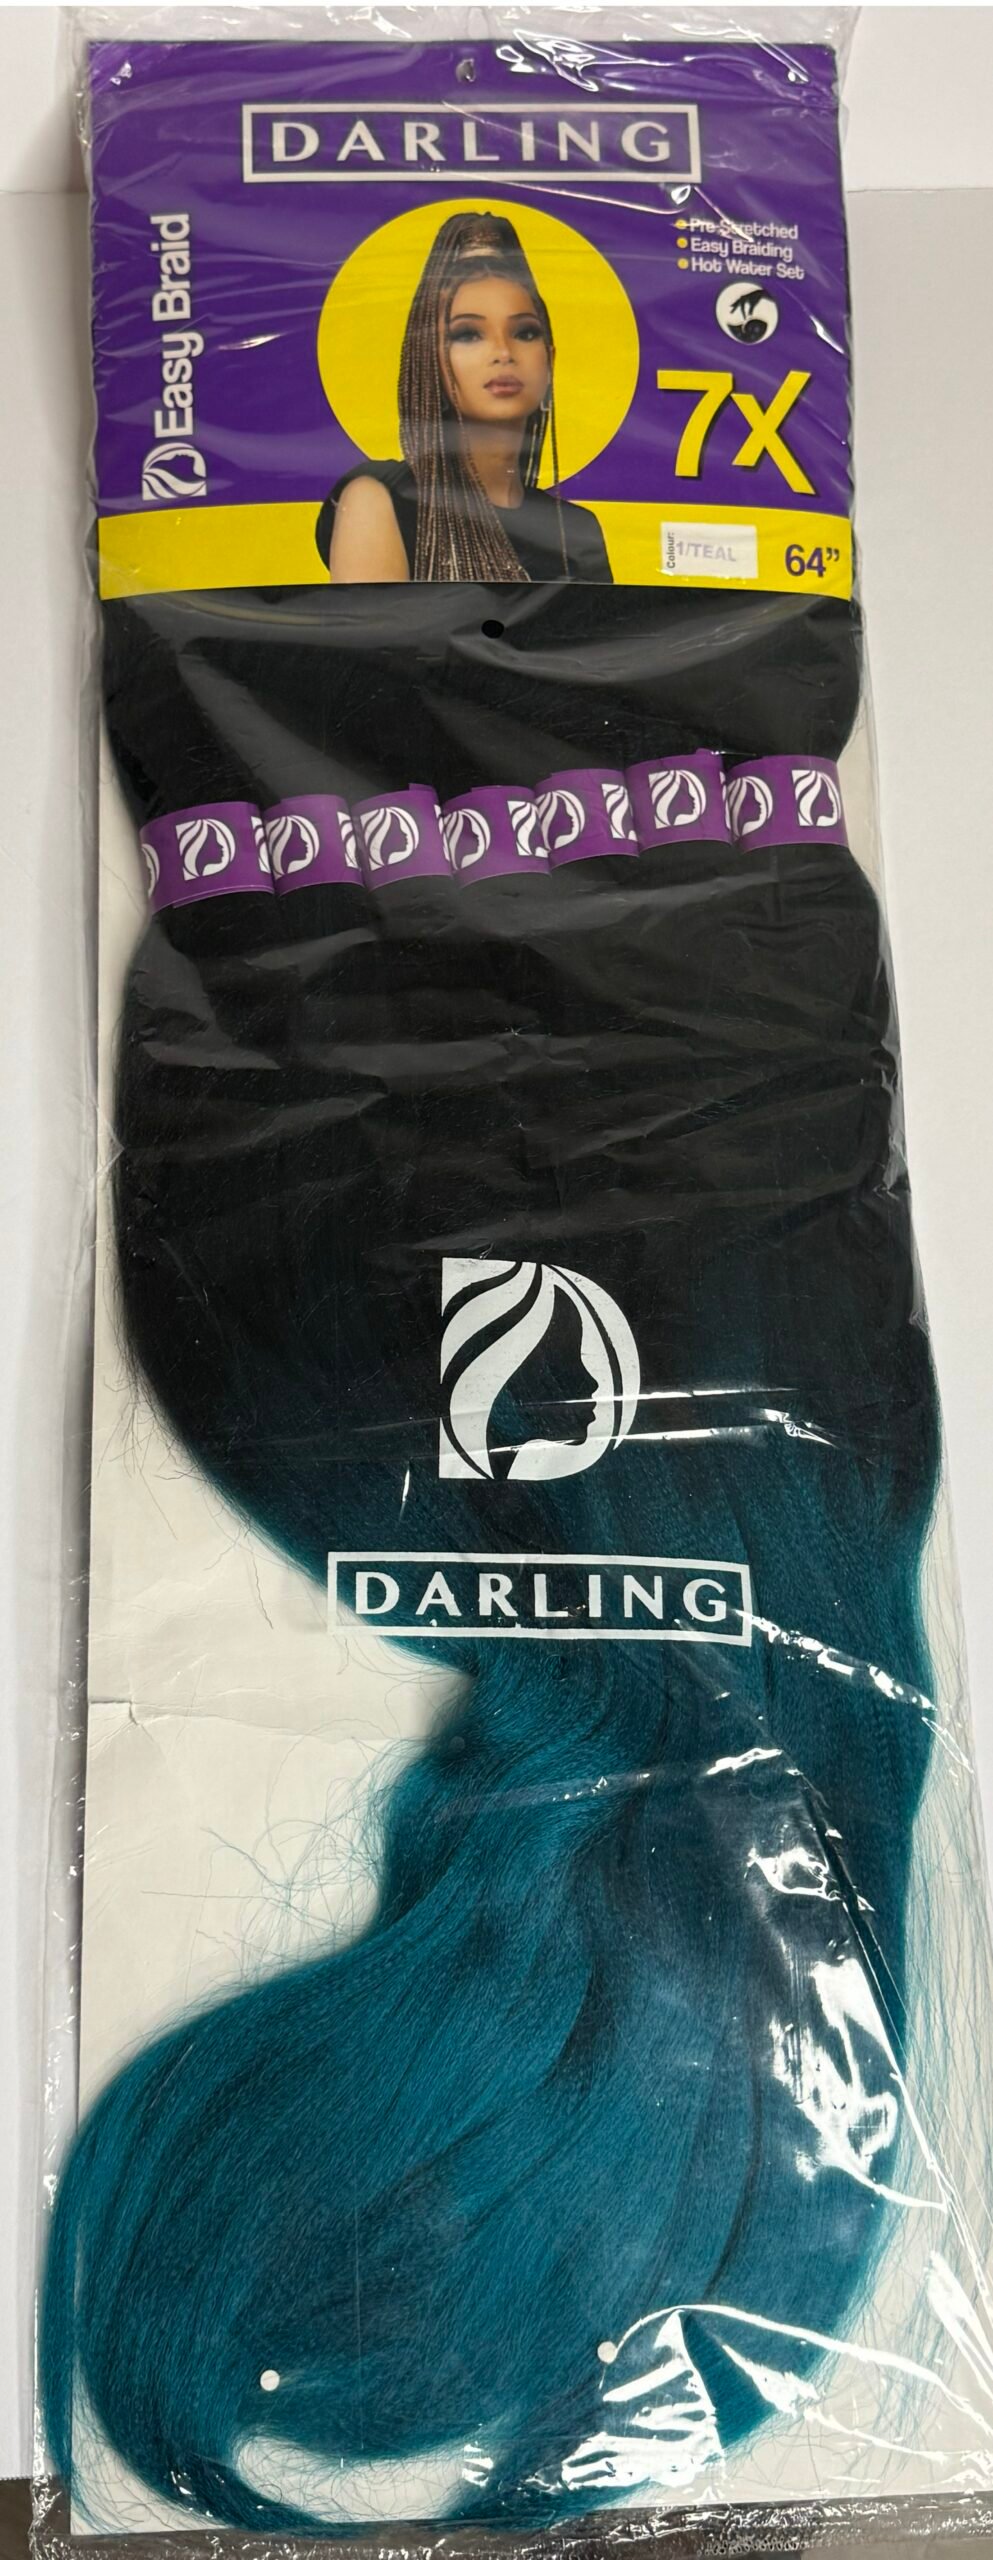 DARLING
Easy Braid
Pre-Stretched
Easy Braiding
Hot Water Set
7X
Colour:
1/TEAL
64"
DARLING